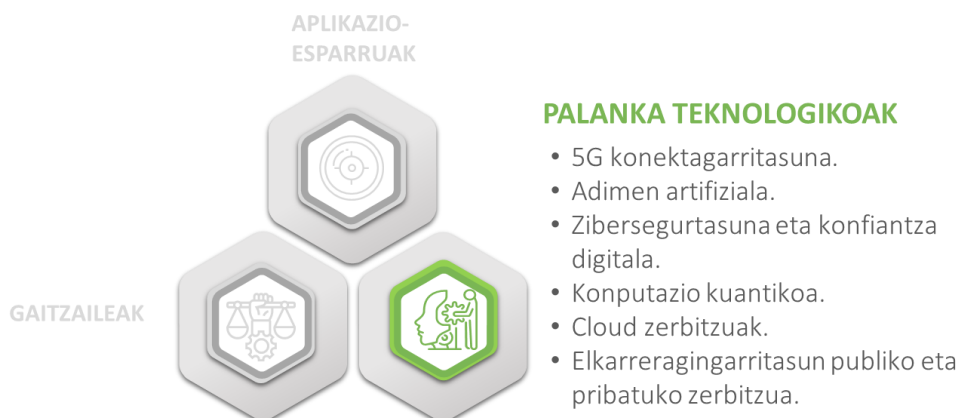 APLIKAZIO-
ESPARRUAK
PALANKA TEKNOLOGIKOAK
• 5G konektagarritasuna.
• Adimen artifiziala.
• Zibersegurtasuna eta konfiantza
digitala.
• Konputazio kuantikoa.
• Cloud zerbitzuak.
• Elkarreragingarritasun publiko eta
pribatuko zerbitzua.
GAITZAILEAK